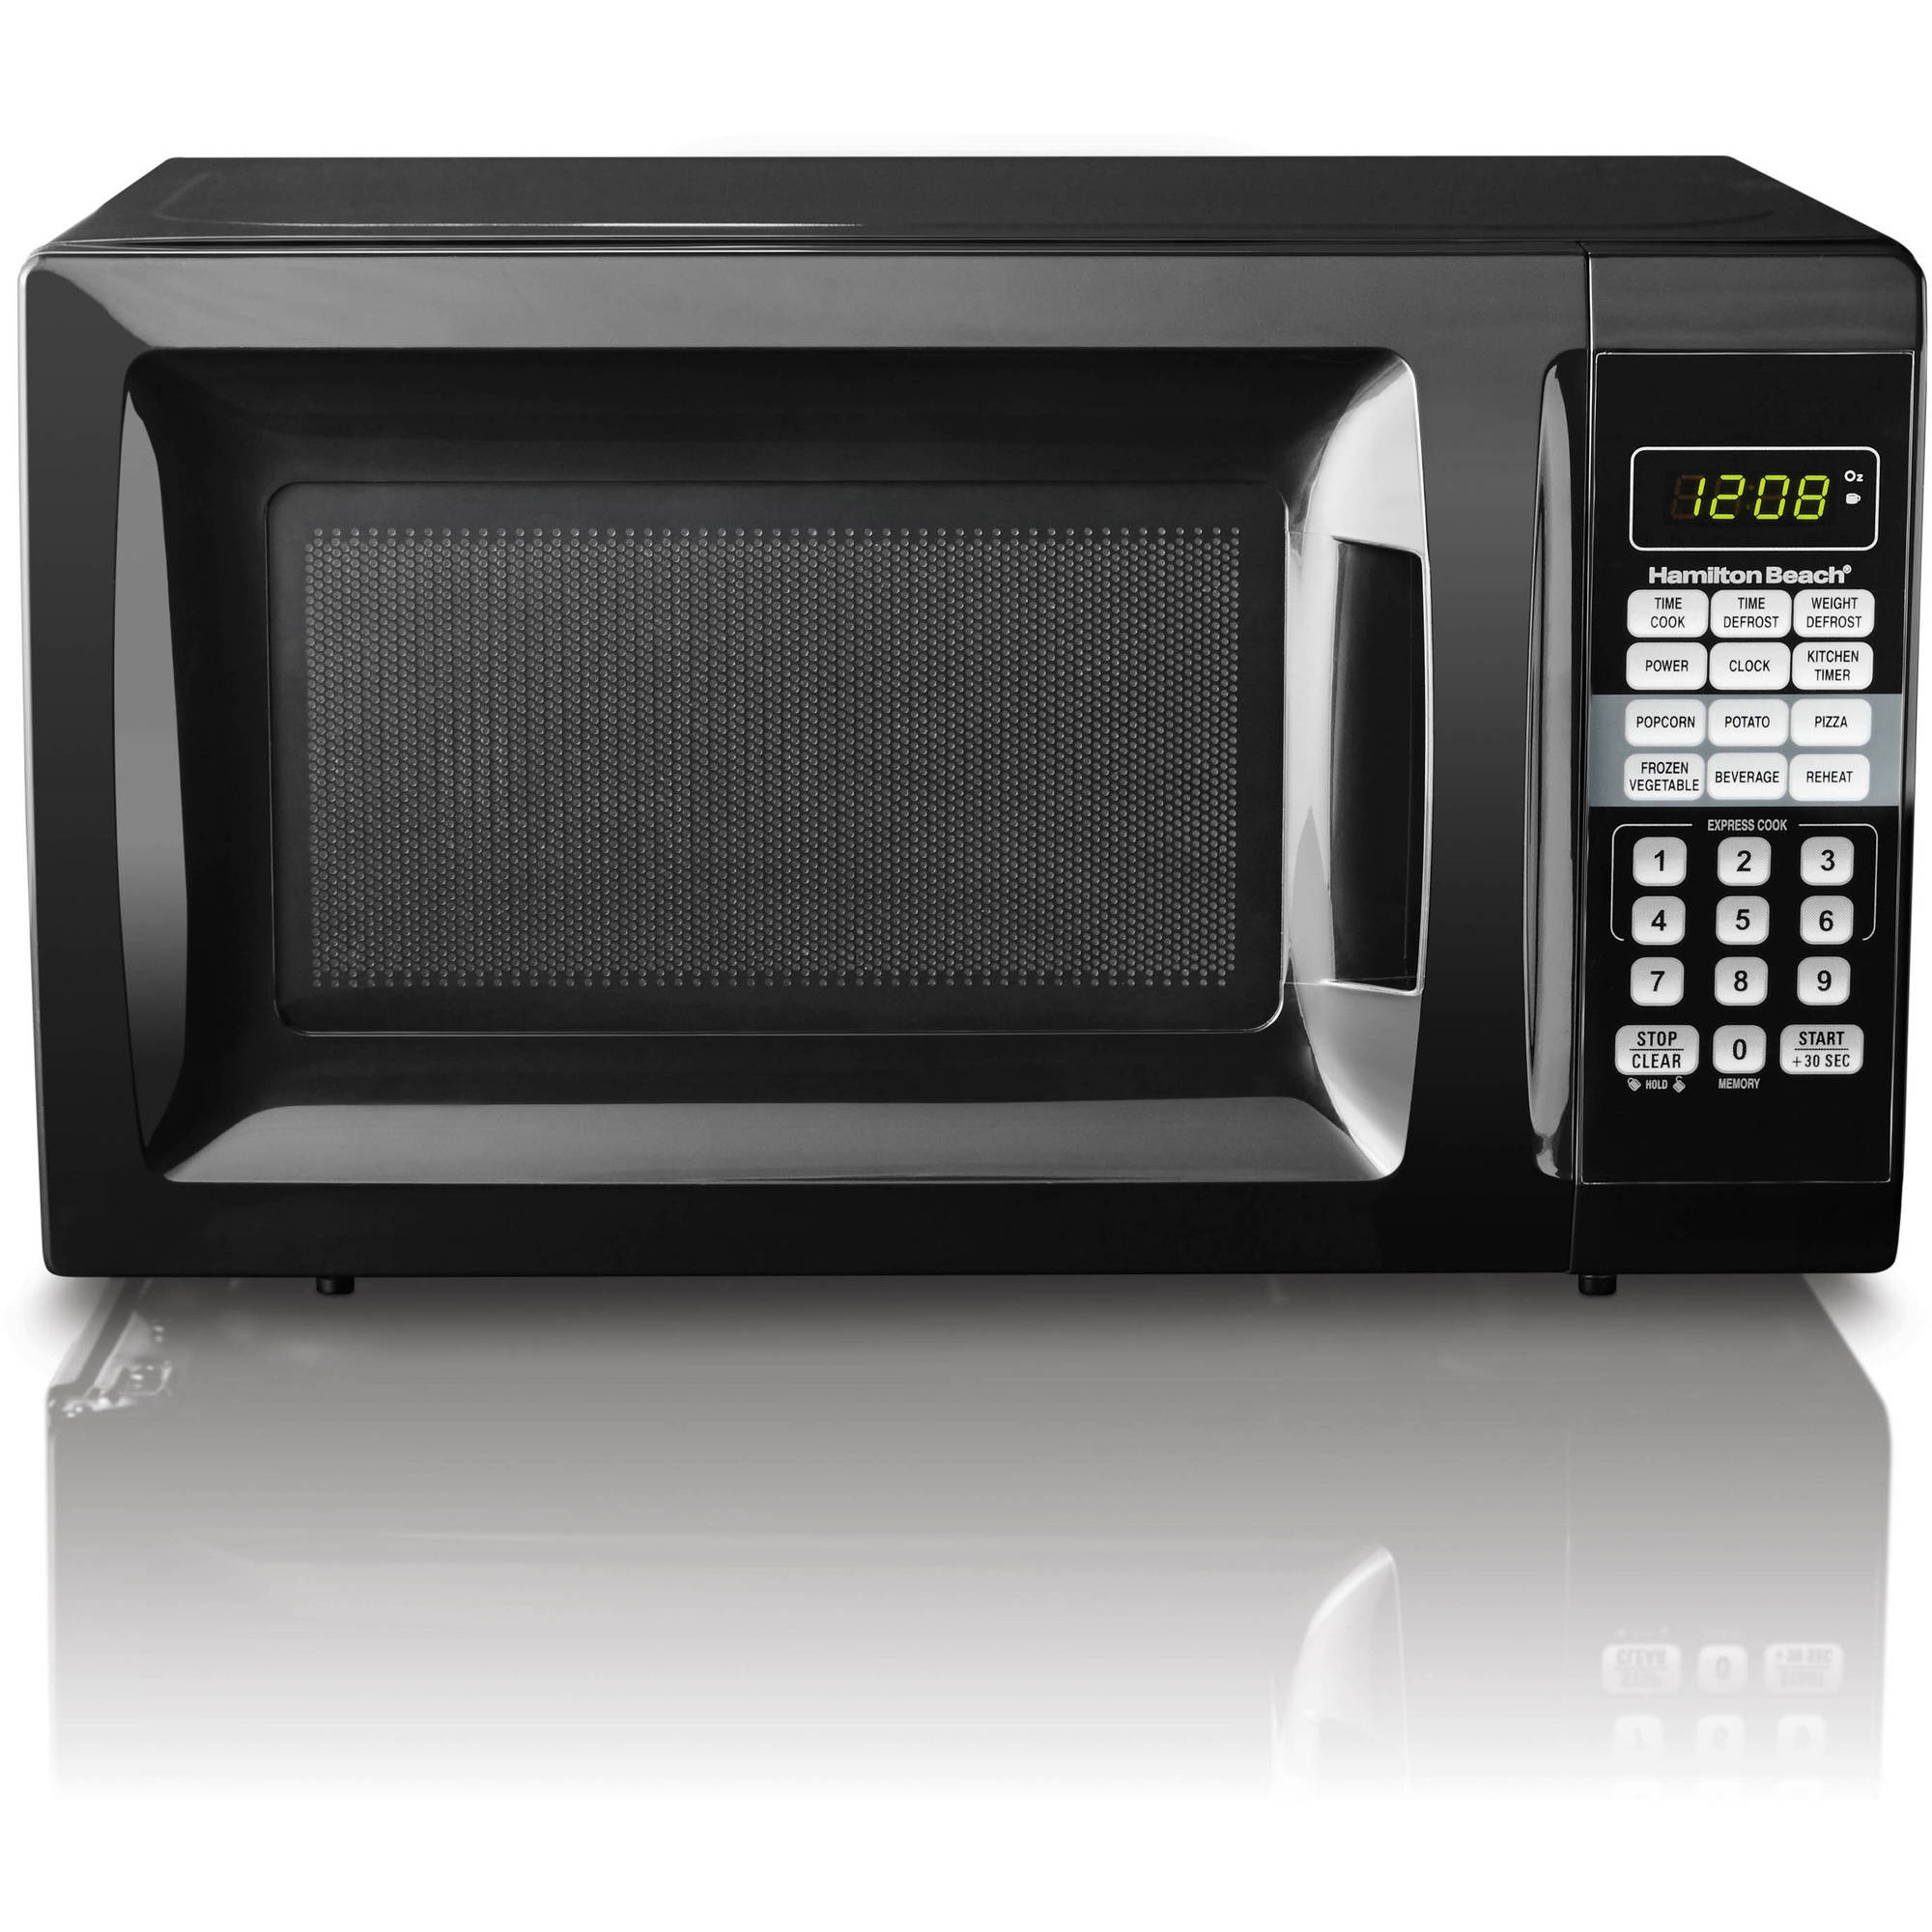 1208
Oz
Hamilton Beach®
TIME COOK
TIME DEFROST
WEIGHT DEFROST
POWER
CLOCK
KITCHEN TIMER
POPCORN
POTATO
PIZZA
FROZEN VEGETABLE
BEVERAGE
REHEAT
EXPRESS COOK
1 2 3
4 5 6
7 8 9
STOP
CLEAR
0
START
+30 SEC
HOLD
MEMORY